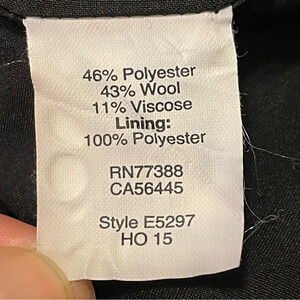 46% Polyester
43% Wool
11% Viscose
Lining:
100% Polyester
RN77388
CA56445
Style E5297
HO 15